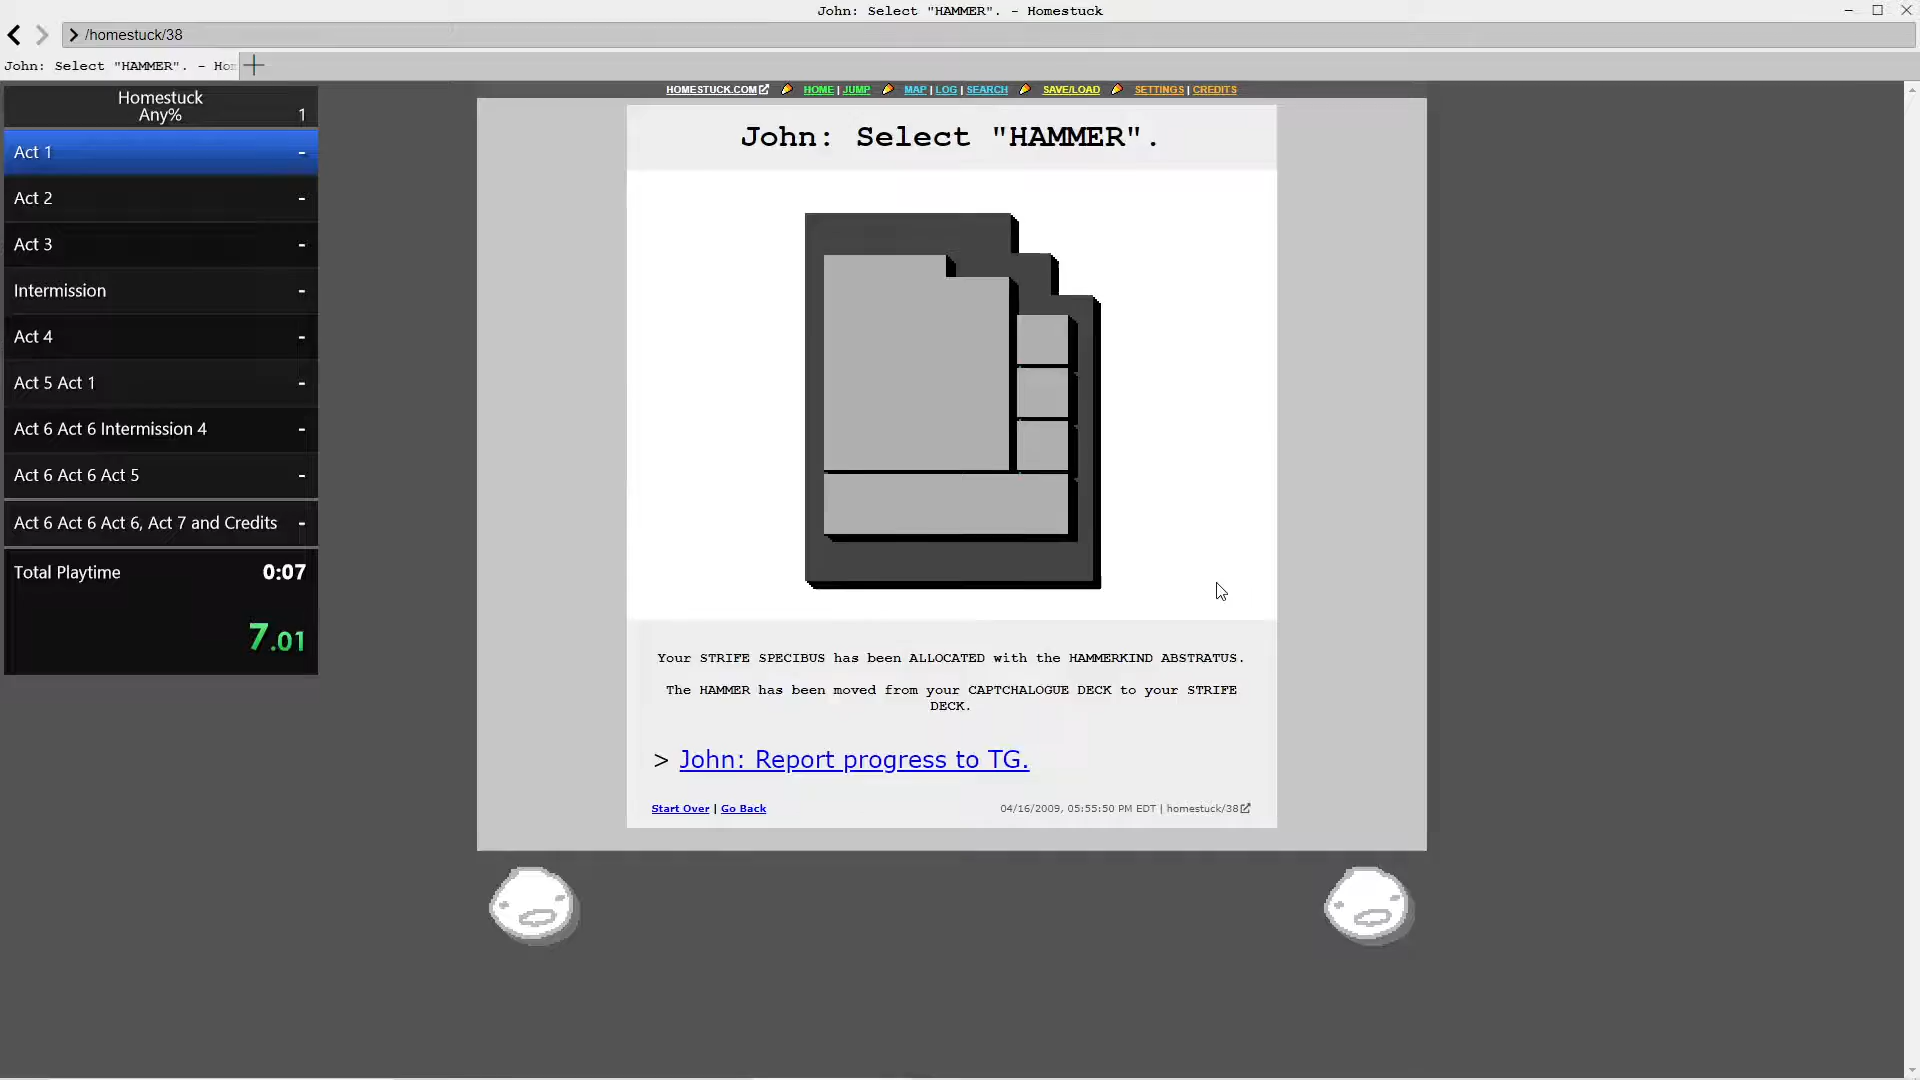 John: Select "HAMMER". - Homestuck
/homestuck/38
John: Select "HAMMER". - Ho
HOMESTUCK.COM HOME | JUMP MAP | LOG | SEARCH SAVE/LOAD SETTINGS | CREDITS
Homestuck
Any% 1
Act 1 -
Act 2 -
Act 3 -
Intermission -
Act 4 -
Act 5 Act 1 -
Act 6 Act 6 Intermission 4 -
Act 6 Act 6 Act 5 -
Act 6 Act 6 Act 6, Act 7 and Credits -
Total Playtime 0:07
7.01
John: Select "HAMMER".
Your STRIFE SPECIBUS has been ALLOCATED with the HAMMERKIND ABSTRATUS.
The HAMMER has been moved from your CAPTCHALOGUE DECK to your STRIFE
DECK.
> John: Report progress to TG.
Start Over | Go Back 04/16/2009, 05:55:50 PM EDT | homestuck/38